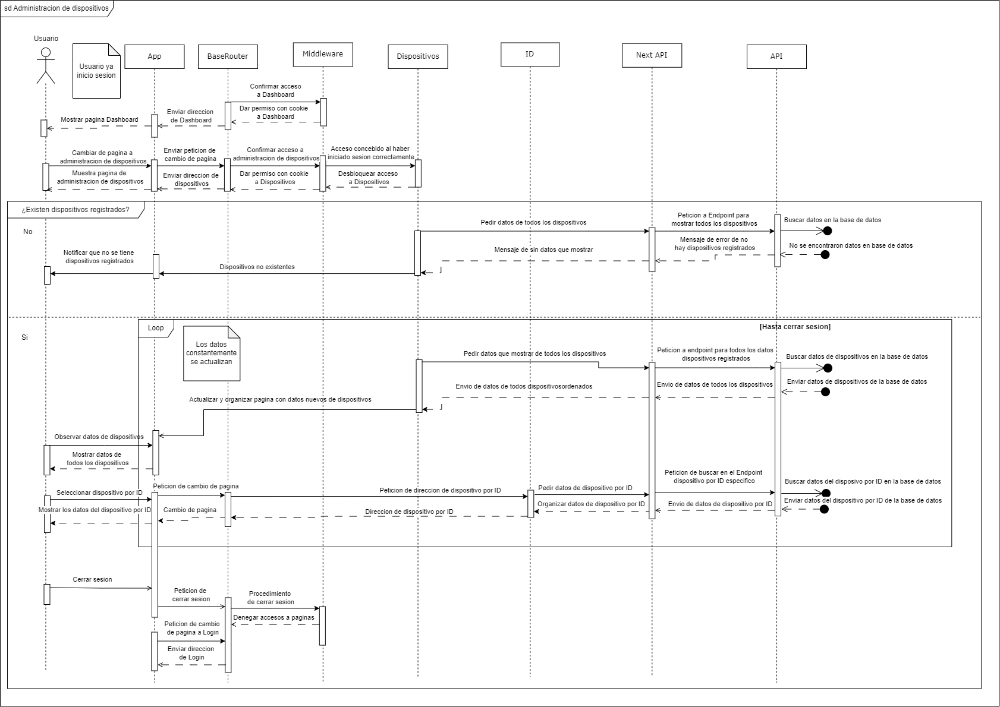 sd Administracion de dispositivos
Usuario
Usuario ya
inicio sesion
App
BaseRouter
Middleware
Dispositivos
ID
Next API
API
Confirmar acceso
a Dashboard
Dar permiso con cookie
a Dashboard
Enviar direccion
de Dashboard
Mostrar pagina Dashboard
Cambiar de pagina a
administracion de dispositivos
Enviar peticion de
cambio de pagina
Confirmar acceso a
administracion de dispositivos
Acceso concebido al haber
iniciado sesion correctamente
Muestra pagina de
administracion de dispositivos
Enviar direccion de
dispositivos
Dar permiso con cookie
a Dispositivos
Desbloquear acceso
a Dispositivos
¿Existen dispositivos registrados?
No
Pedir datos de todos los dispositivos
Peticion a Endpoint para
mostrar todos los dispositivos
Buscar datos en la base de datos
Mensaje de error de no
hay dispositivos registrados
No se encontraron datos en base de datos
Mensaje de sin datos que mostrar
Notificar que no se tiene
dispositivos registrados
Dispositivos no existentes
Si
Loop
[Hasta cerrar sesion]
Los datos
constantemente
se actualizan
Pedir datos que mostrar de todos los dispositivos
Peticion a endpoint para todos los datos
dispositivos registrados
Buscar datos de dispositivos en la base de datos
Envio de datos de todos dispositivosordenados
Envio de datos de todos los dispositivos
Enviar datos de dispositivos de la base de datos
Actualizar y organizar pagina con datos nuevos de dispositivos
Observar datos de dispositivos
Mostrar datos de
todos los dispositivos
Seleccionar dispositivo por ID
Peticion de cambio de pagina
Peticion de direccion de dispositivo por ID
Pedir datos de dispositivo por ID
Peticion de buscar en el Endpoint
dispositivo por ID especifico
Buscar datos del disposivo por ID en la base de datos
Mostrar los datos del dispositivo por ID
Cambio de pagina
Direccion de dispositivo por ID
Organizar datos de dispositivo por ID
Envio de datos de dispositivo por ID
Enviar datos del dispositivo por ID de la base de datos
Cerrar sesion
Peticion de
cerrar sesion
Procedimiento
de cerrar sesion
Denegar accesos a paginas
Peticion de cambio
de pagina a Login
Enviar direccion
de Login